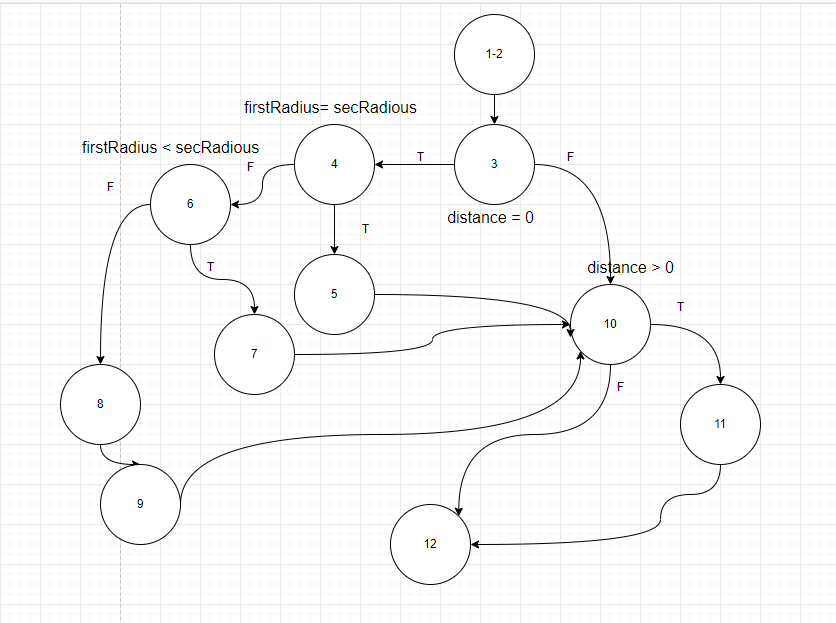 1-2
firstRadius= secRadious
firstRadius < secRadious
F
T
F
F
4
3
6
distance = 0
T
T
distance > 0
5
T
10
7
F
8
11
9
12